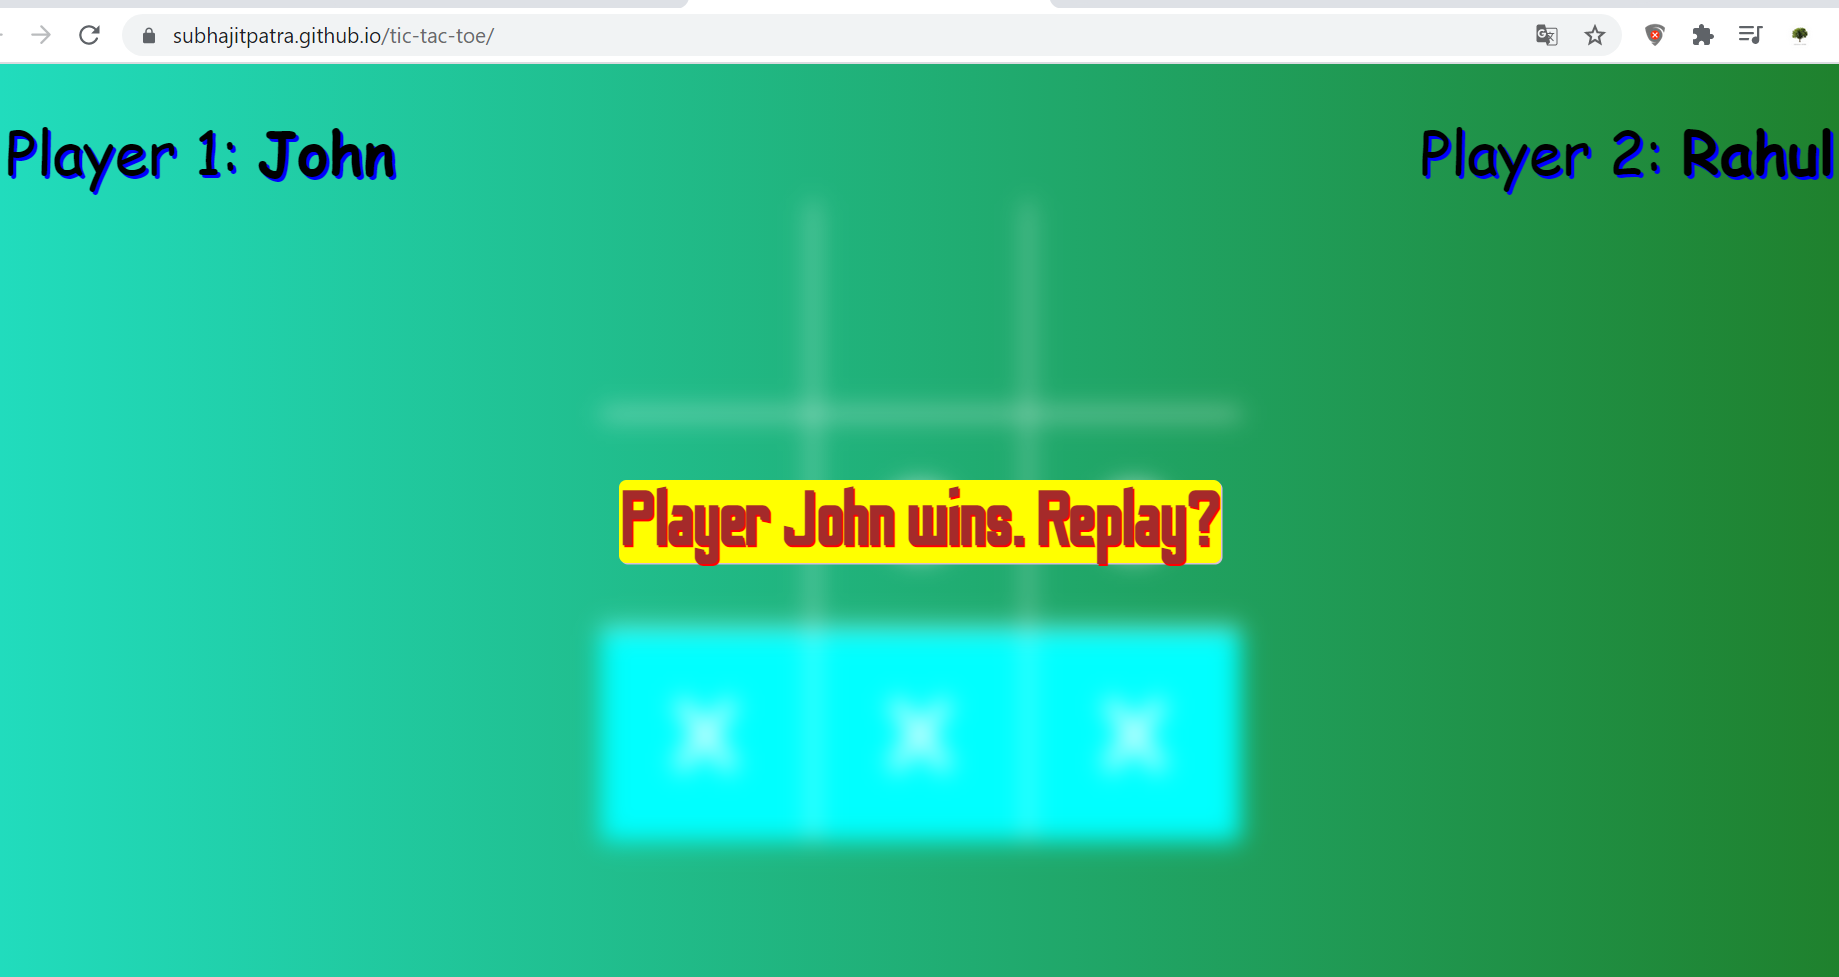 subhajitpatra.github.io/tic-tac-toe/
Player 1: John
Player 2: Rahul
Player John wins. Replay?
X X X